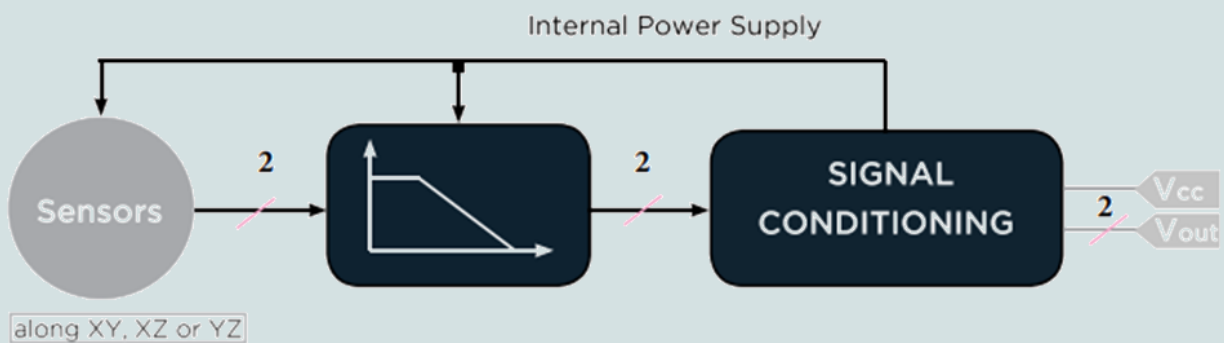 Internal Power Supply
2
2
SIGNAL
CONDITIONING
Vcc
2
Vout
Sensors
along XY, XZ or YZ